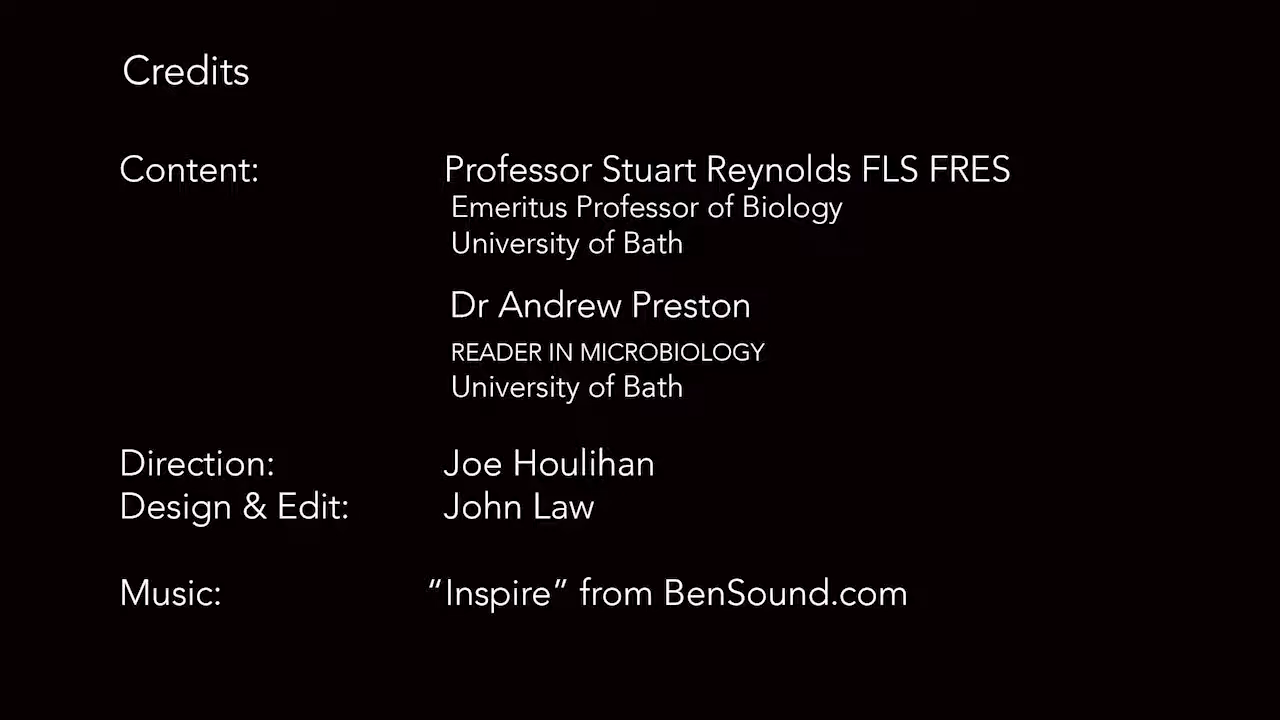 Credits
Content: Professor Stuart Reynolds FLS FRES
Emeritus Professor of Biology
University of Bath
Dr Andrew Preston
READER IN MICROBIOLOGY
University of Bath
Direction: Joe Houlihan
Design & Edit: John Law
Music: “Inspire” from BenSound.com